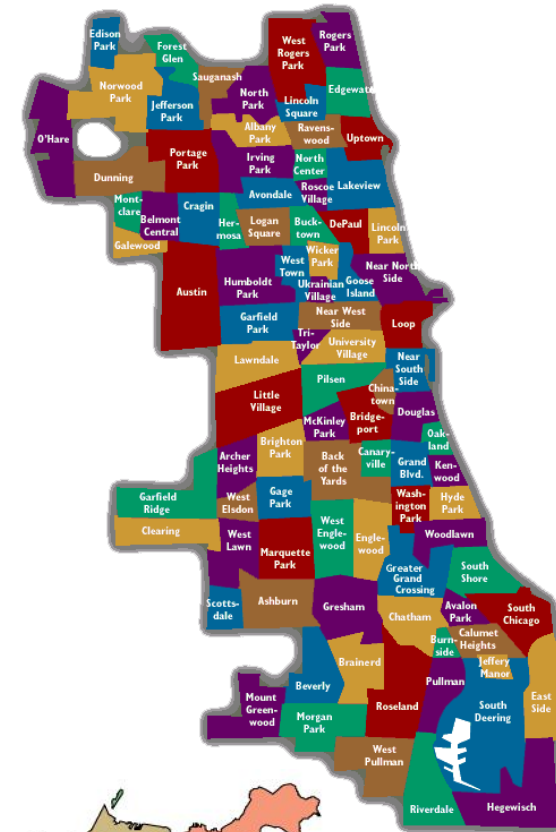 Edison
Park
Forest
Glen
West
Rogers
Park
Rogers
Park
Sauganash
Norwood
Park
Jefferson
Park
North
Park
Lincoln
Square
Edgewate
O'Hare
Albany
Park
Ravens-
wood
Uptown
Portage
Park
Irving
Park
North
Center
Dunning
Avondale
Roscoe
Village
Lakeview
Mont-
clare
Belmont
Central
Cragin
Her-
mosa
Logan
Square
Buck-
town
DePaul
Lincoln
Park
Galewood
Wicker
Park
West
Town
Near North
Side
Austin
Humboldt
Park
Ukrainian
Village
Goose
Island
Garfield
Park
Near West
Side
Loop
Tri-
Taylor
University
Village
Lawndale
Near
South
Side
Pilsen
China-
town
Little
Village
McKinley
Park
Bridge-
port
Douglas
Brighton
Park
Oak-
land
Archer
Heights
Back
of the
Yards
Canary-
ville
Grand
Blvd.
Ken-
wood
Garfield
Ridge
West
Elsdon
Gage
Park
Wash-
ington
Park
Hyde
Park
Clearing
West
Lawn
Marquette
Park
West
Engle-
wood
Engle-
wood
Woodlawn
Greater
Grand
Crossing
South
Shore
Scotts-
dale
Ashburn
Gresham
Chatham
Avalon
Park
South
Chicago
Burn-
side
Calumet
Heights
Brainerd
Jeffery
Manor
Beverly
Pullman
East
Side
Mount
Green-
wood
Morgan
Park
Roseland
South
Deering
West
Pullman
Riverdale
Hegewisch